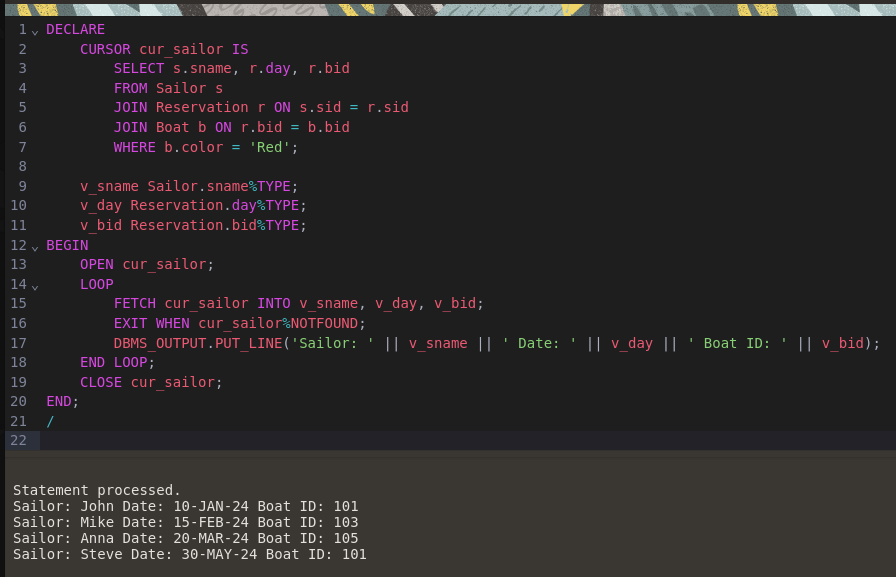 1 DECLARE
2 CURSOR cur_sailor IS
3 SELECT s.sname, r.day, r.bid
4 FROM Sailor s
5 JOIN Reservation r ON s.sid = r.sid
6 JOIN Boat b ON r.bid = b.bid
7 WHERE b.color = 'Red';
8
9 v_sname Sailor.sname%TYPE;
10 v_day Reservation.day%TYPE;
11 v_bid Reservation.bid%TYPE;
12 BEGIN
13 OPEN cur_sailor;
14 LOOP
15 FETCH cur_sailor INTO v_sname, v_day, v_bid;
16 EXIT WHEN cur_sailor%NOTFOUND;
17 DBMS_OUTPUT.PUT_LINE('Sailor: ' || v_sname || ' Date: ' || v_day || ' Boat ID: ' || v_bid);
18 END LOOP;
19 CLOSE cur_sailor;
20 END;
21 /
22
Statement processed.
Sailor: John Date: 10-JAN-24 Boat ID: 101
Sailor: Mike Date: 15-FEB-24 Boat ID: 103
Sailor: Anna Date: 20-MAR-24 Boat ID: 105
Sailor: Steve Date: 30-MAY-24 Boat ID: 101